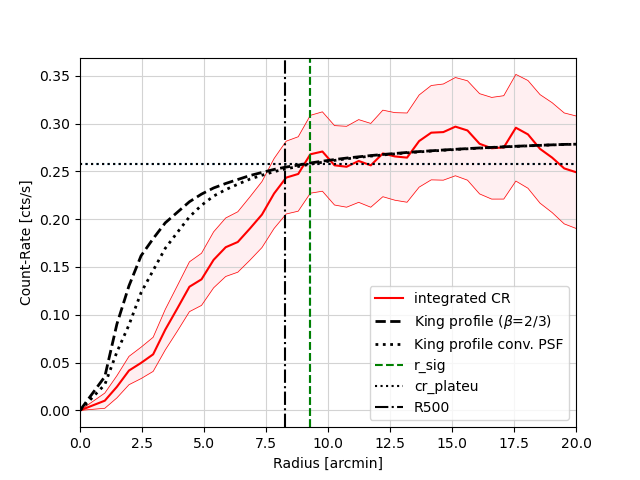 0.35
0.30
0.25
0.20
0.15
0.10
0.05
0.00
Count-Rate [cts/s]
integrated CR
King profile (β=2/3)
King profile conv. PSF
r_sig
cr_plateu
R500
0.0 2.5 5.0 7.5 10.0 12.5 15.0 17.5 20.0
Radius [arcmin]